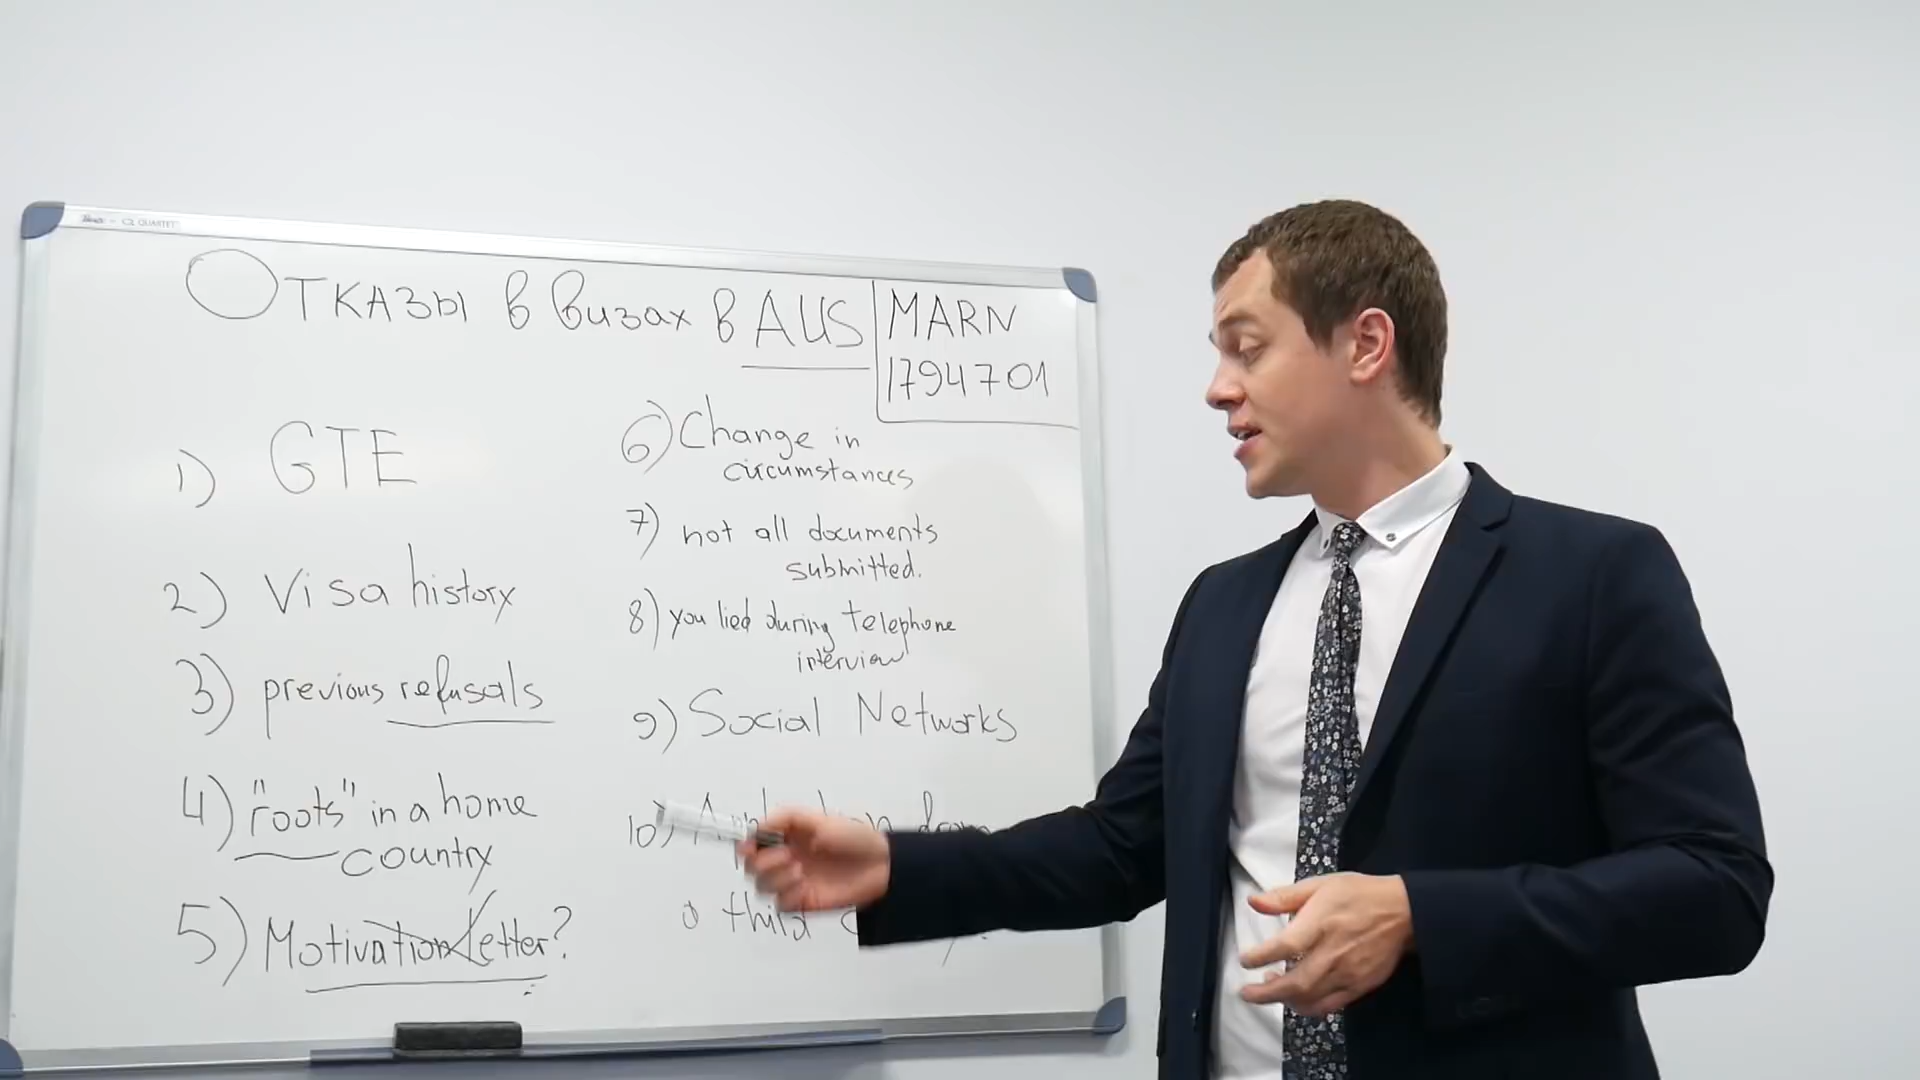 Отказы в визах в AUS
MARN
1794701
1) GTE
2) Visa history
3) previous refusals
4) "roots" in a home
country
5) Motivation Letter?
6) Change in
circumstances
7) not all documents
submitted.
8) you lied during telephone
interview
9) Social Networks
10)
third